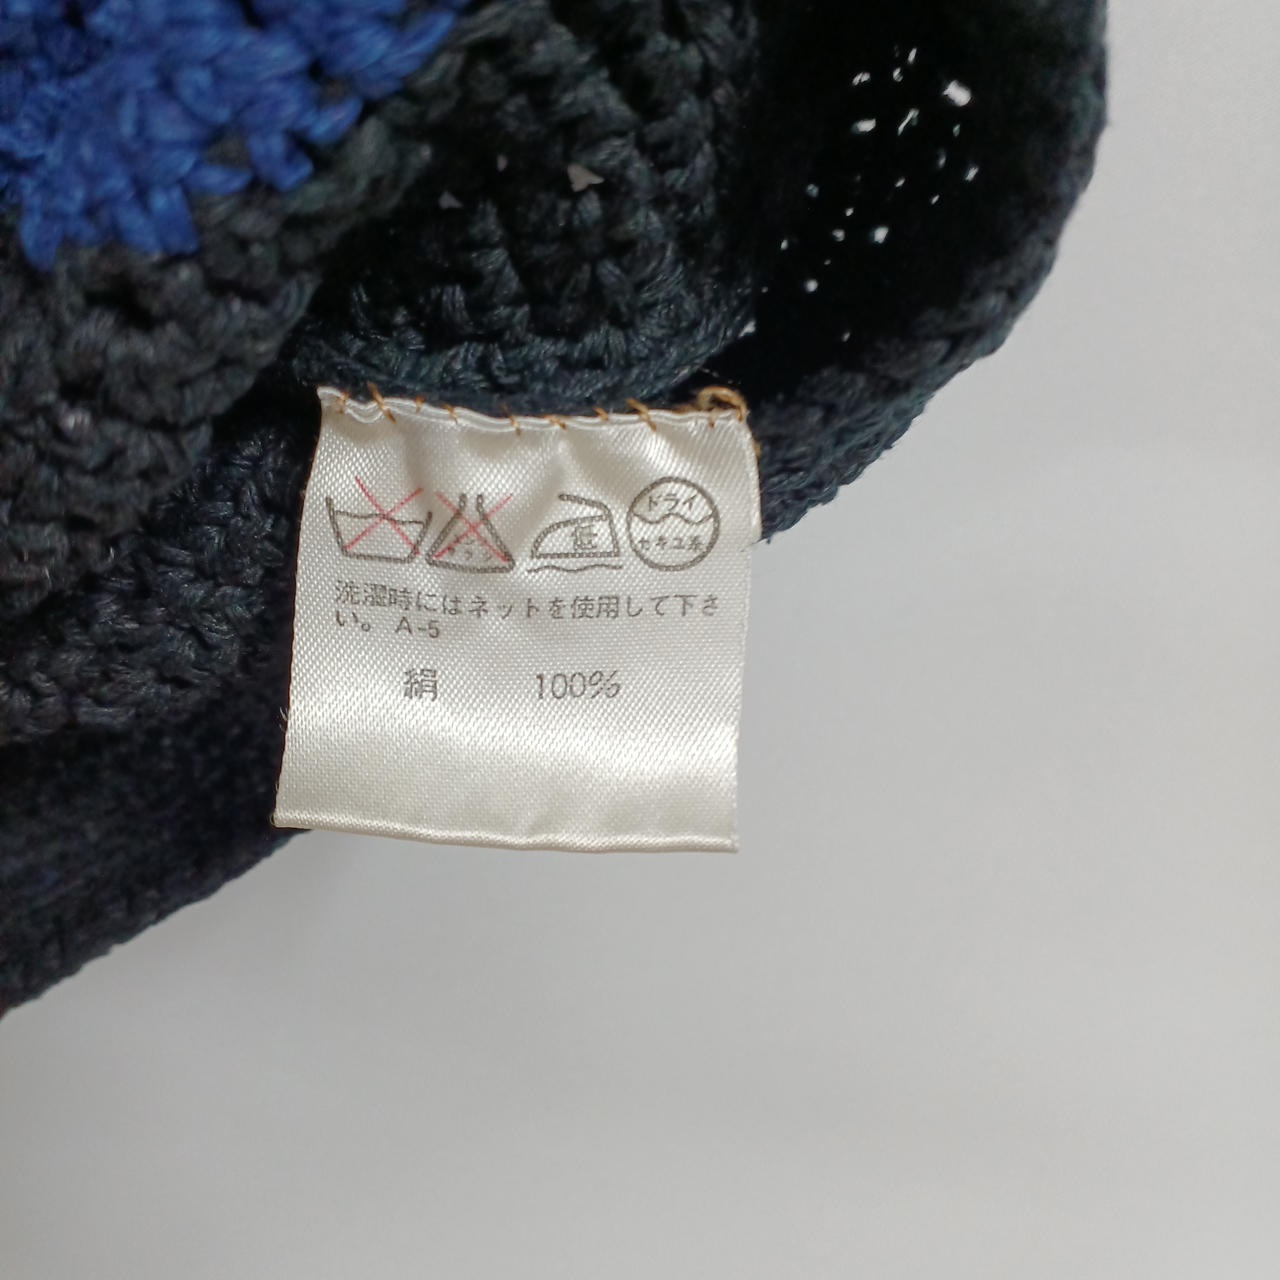 低
ドライ
セキユ系
洗濯時にはネットを使用して下さ
い。 A-5
絹 100%